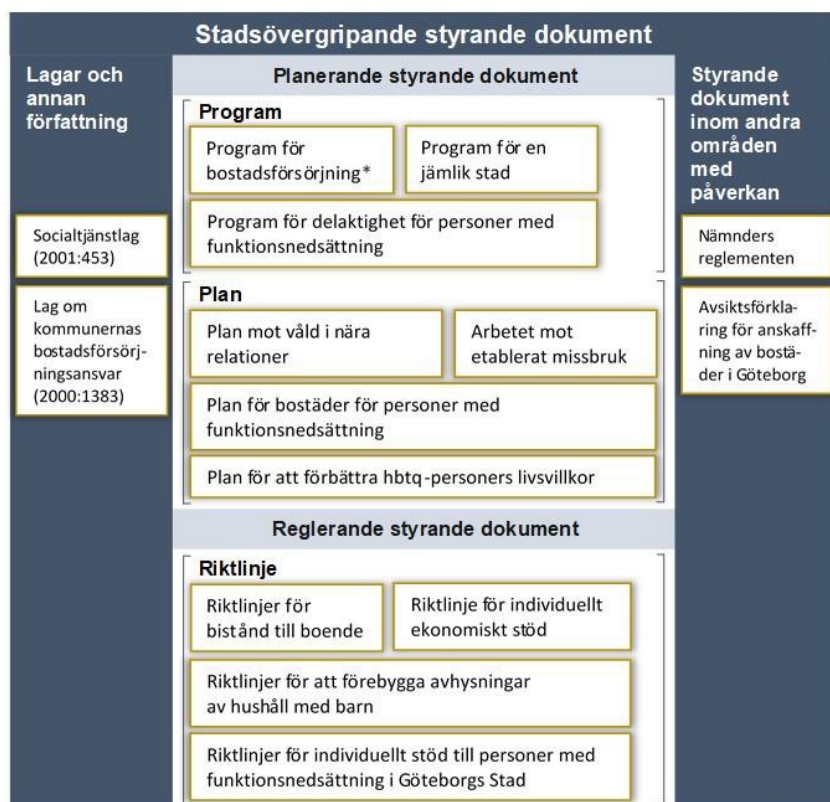 Stadsövergripande styrande dokument
Lagar och
annan
författning
Socialtjänstlag
(2001:453)
Lag om
kommunernas
bostadsförsörj-
ningsansvar
(2000:1383)
Planerande styrande dokument
Program
Program för
bostadsförsörjning*
Program för en
jämlik stad
Program för delaktighet för personer med
funktionsnedsättning
Plan
Plan mot våld i nära
relationer
Arbetet mot
etablerat missbruk
Plan för bostäder för personer med
funktionsnedsättning
Plan för att förbättra hbtq-personers livsvillkor
Reglerande styrande dokument
Riktlinje
Riktlinjer för
bistånd till boende
Riktlinje för individuellt
ekonomiskt stöd
Riktlinjer för att förebygga avhysningar
av hushåll med barn
Riktlinjer för individuellt stöd till personer med
funktionsnedsättning i Göteborgs Stad
Styrande
dokument
inom andra
områden
med
påverkan
Nämnders
reglementen
Avsiktsförkla-
ring för anskaff-
ning av bostä-
der i Göteborg